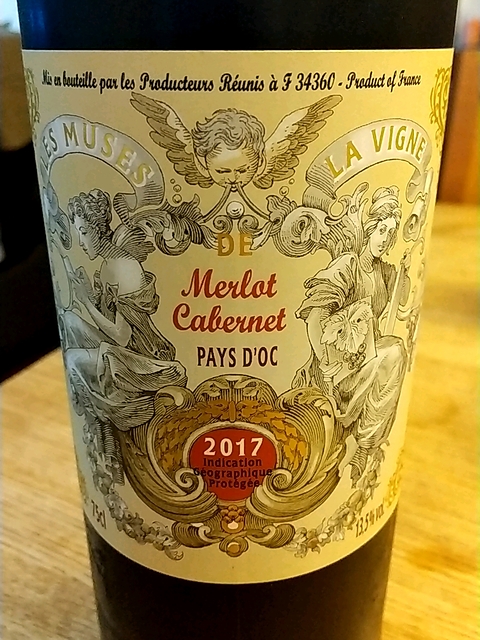 Mis en bouteille par les Producteurs Réunis à F 34360 - Product of France
LES MUSES
LA VIGNE
DE
Merlot
Cabernet
PAYS D'OC
2017
Indication
Géographique
Protégée
75cl
13.5% vol.